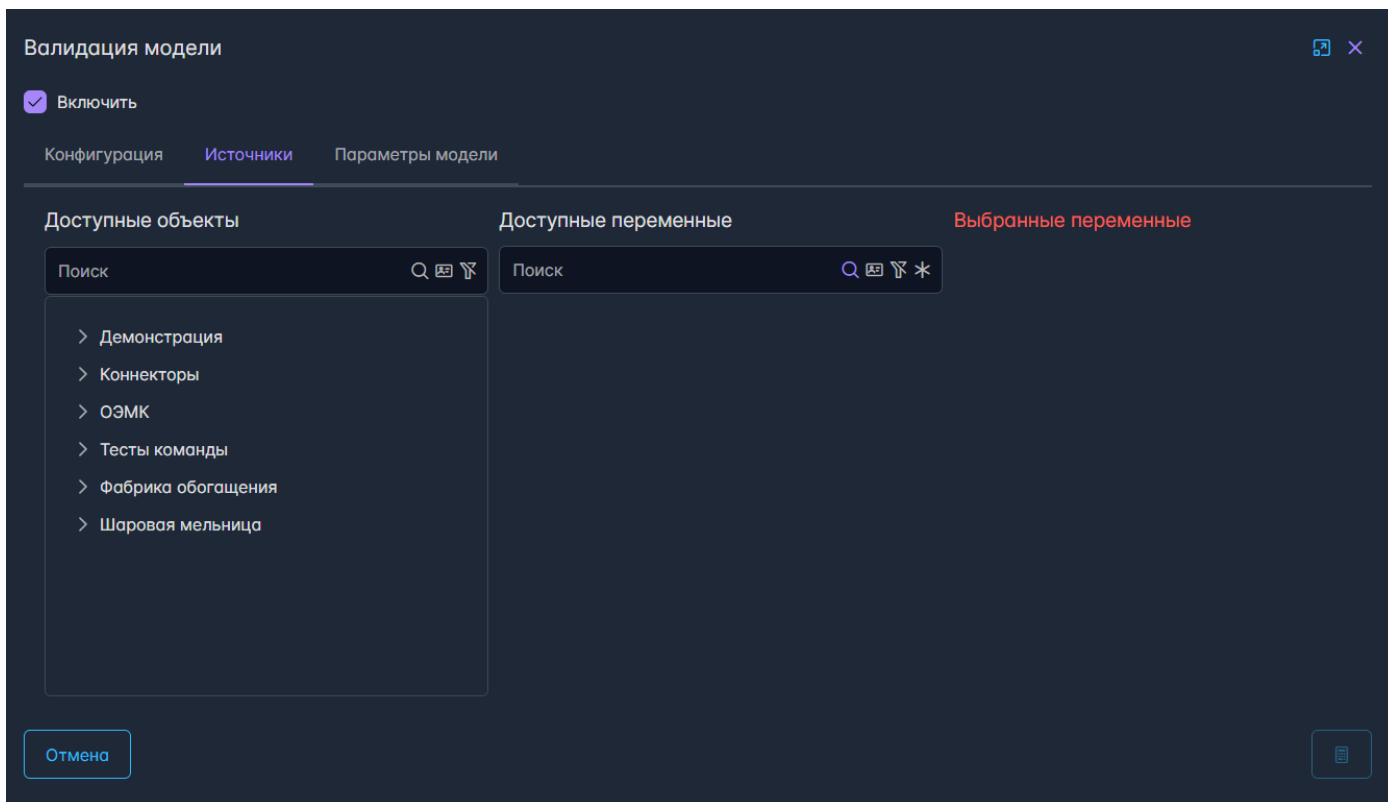 Валидация модели
Включить
Конфигурация Источники Параметры модели
Доступные объекты Доступные переменные Выбранные переменные
Поиск Поиск
Демонстрация
Коннекторы
ОЭМК
Тесты команды
Фабрика обогащения
Шаровая мельница
Отмена